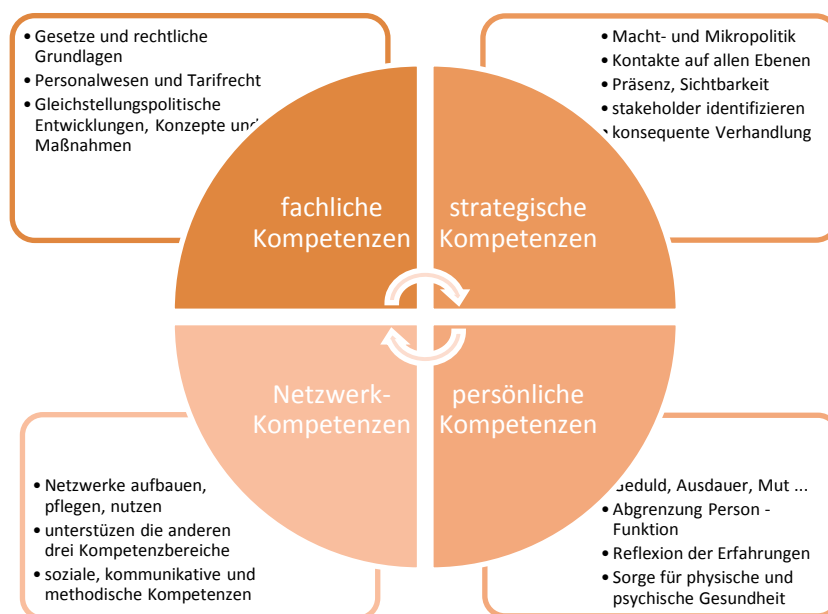 • Gesetze und rechtliche
Grundlagen
• Personalwesen und Tarifrecht
• Gleichstellungspolitische
Entwicklungen, Konzepte und
Maßnahmen
• Macht- und Mikropolitik
• Kontakte auf allen Ebenen
• Präsenz, Sichtbarkeit
• stakeholder identifizieren
• konsequente Verhandlung
fachliche
Kompetenzen
strategische
Kompetenzen
Netzwerk-
Kompetenzen
persönliche
Kompetenzen
• Netzwerke aufbauen,
pflegen, nutzen
• unterstüzen die anderen
drei Kompetenzbereiche
• soziale, kommunikative und
methodische Kompetenzen
Geduld, Ausdauer, Mut ...
• Abgrenzung Person -
Funktion
• Reflexion der Erfahrungen
• Sorge für physische und
psychische Gesundheit